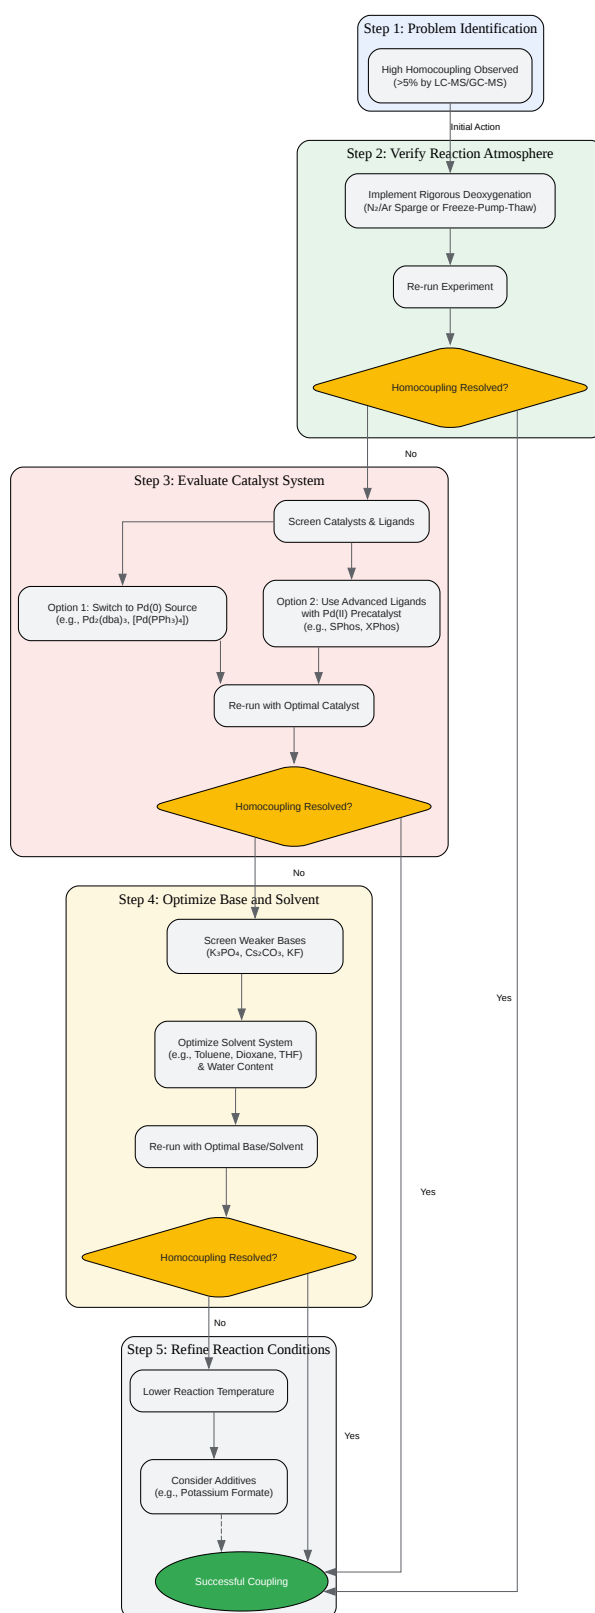 Step 1: Problem Identification
High Homocoupling Observed
(>5% by LC-MS/GC-MS)
Initial Action
Step 2: Verify Reaction Atmosphere
Implement Rigorous Deoxygenation
(N₂/Ar Sparge or Freeze-Pump-Thaw)
Re-run Experiment
Homocoupling Resolved?
No
Step 3: Evaluate Catalyst System
Screen Catalysts & Ligands
Option 1: Switch to Pd(0) Source
(e.g., Pd₂(dba)₃, [Pd(PPh₃)₄])
Option 2: Use Advanced Ligands
with Pd(II) Precatalyst
(e.g., SPhos, XPhos)
Re-run with Optimal Catalyst
Homocoupling Resolved?
No
Step 4: Optimize Base and Solvent
Screen Weaker Bases
(K₃PO₄, Cs₂CO₃, KF)
Yes
Optimize Solvent System
(e.g., Toluene, Dioxane, THF)
& Water Content
Re-run with Optimal Base/Solvent
Yes
Homocoupling Resolved?
No
Step 5: Refine Reaction Conditions
Lower Reaction Temperature
Yes
Consider Additives
(e.g., Potassium Formate)
Successful Coupling